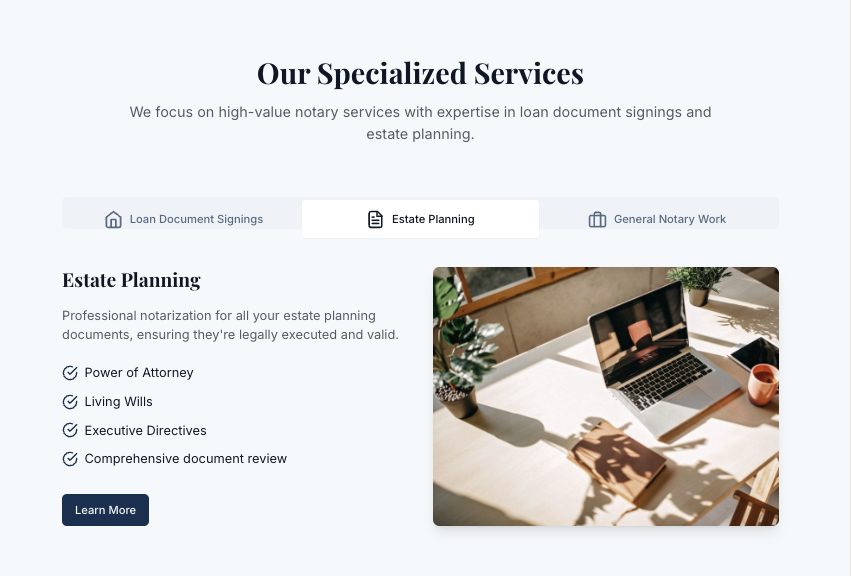 Our Specialized Services
We focus on high-value notary services with expertise in loan document signings and
estate planning.
Loan Document Signings
Estate Planning
General Notary Work
Estate Planning
Professional notarization for all your estate planning
documents, ensuring they're legally executed and valid.
Power of Attorney
Living Wills
Executive Directives
Comprehensive document review
Learn More